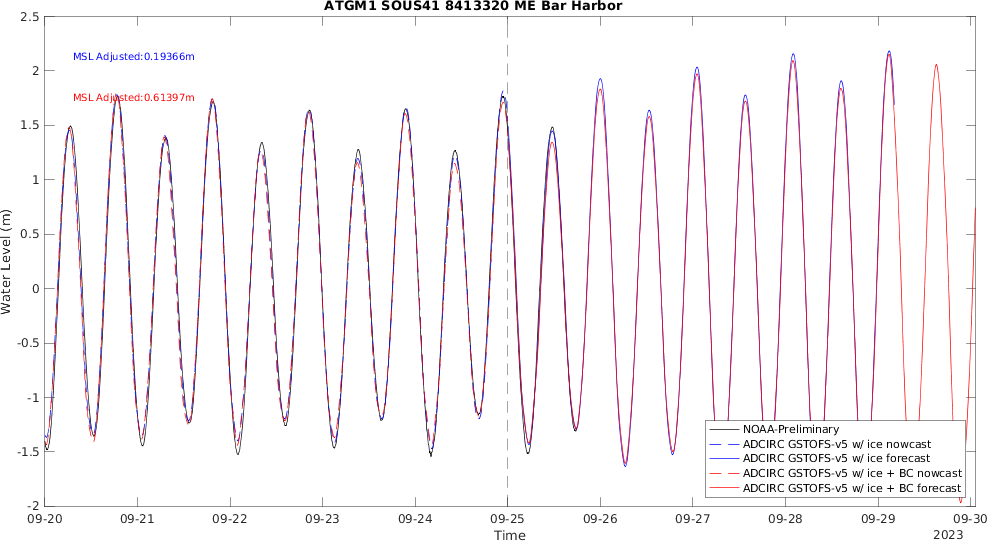 ATGM1 SOUS41 8413320 ME Bar Harbor
2.5
2
1.5
1
0.5
0
-0.5
-1
-1.5
-2
Water Level (m)
MSL Adjusted:0.19366m
MSL Adjusted:0.61397m
NOAA-Preliminary
ADCIRC GSTOFS-v5 w/ ice nowcast
ADCIRC GSTOFS-v5 w/ ice forecast
ADCIRC GSTOFS-v5 w/ ice + BC nowcast
ADCIRC GSTOFS-v5 w/ ice + BC forecast
09-20 09-21 09-22 09-23 09-24 09-25 09-26 09-27 09-28 09-29 09-30
Time
2023